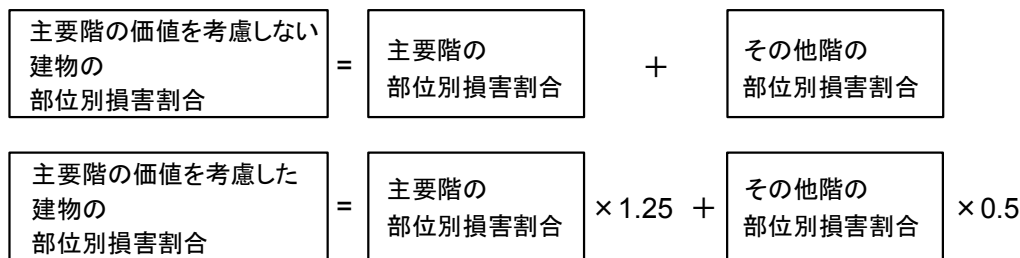 主要階の価値を考慮しない
建物の
部位別損害割合
=
主要階の
部位別損害割合
＋
その他階の
部位別損害割合
主要階の価値を考慮した
建物の
部位別損害割合
=
主要階の
部位別損害割合
×1.25 ＋
その他階の
部位別損害割合
×0.5